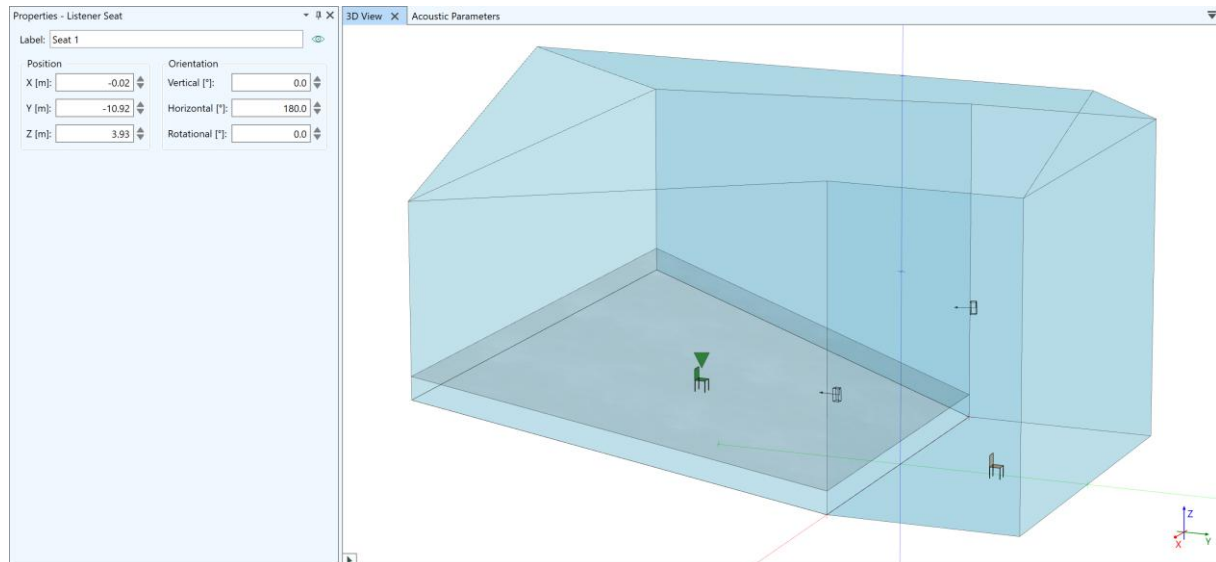 Properties - Listener Seat
Label: Seat 1
Position
X [m]: -0.02
Y [m]: -10.92
Z [m]: 3.93
Orientation
Vertical [°]: 0.0
Horizontal [°]: 180.0
Rotational [°]: 0.0
3D View
Acoustic Parameters
Z
X
Y